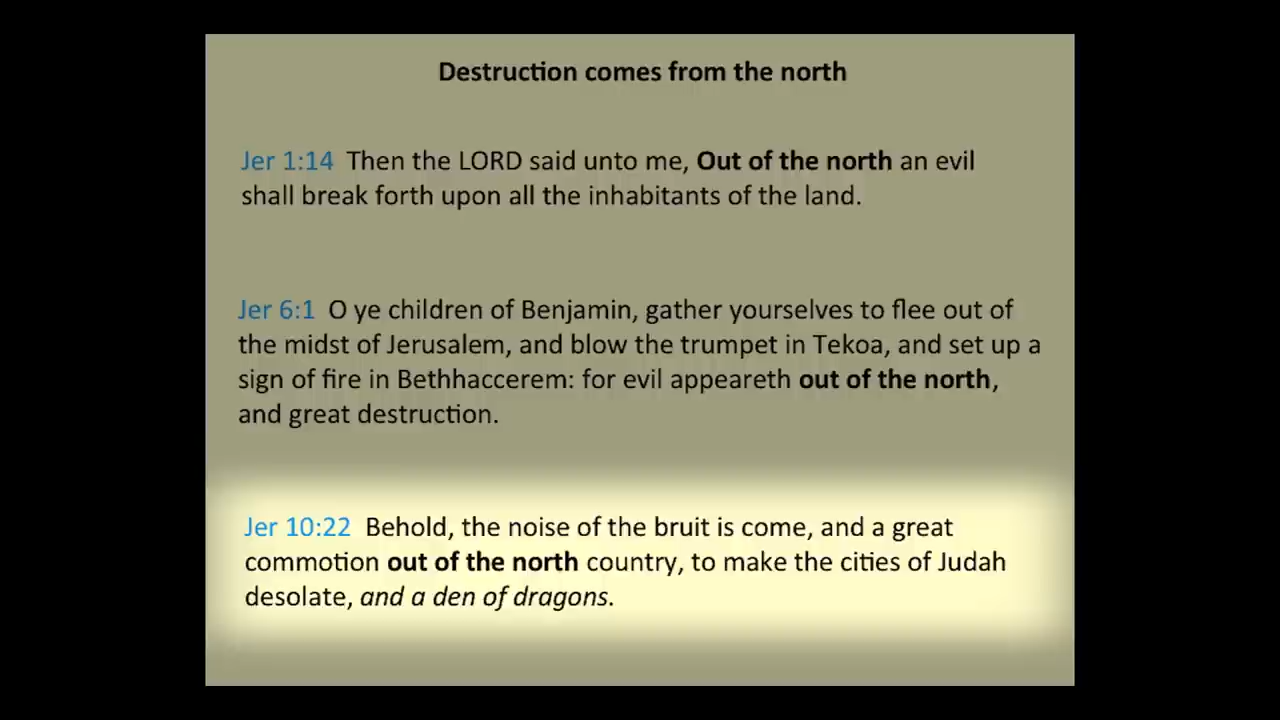 Destruction comes from the north
Jer 1:14 Then the LORD said unto me, Out of the north an evil
shall break forth upon all the inhabitants of the land.
Jer 6:1 O ye children of Benjamin, gather yourselves to flee out of
the midst of Jerusalem, and blow the trumpet in Tekoa, and set up a
sign of fire in Bethhaccerem: for evil appeareth out of the north,
and great destruction.
Jer 10:22 Behold, the noise of the bruit is come, and a great
commotion out of the north country, to make the cities of Judah
desolate, and a den of dragons.